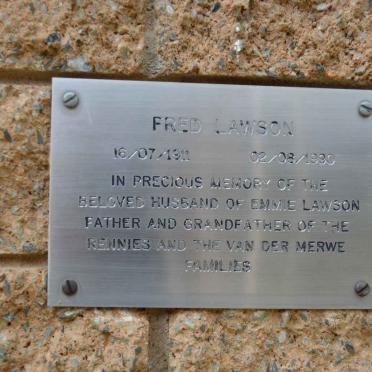 FRED LAWSON
16/07/1911 02/08/1990
IN PRECIOUS MEMORY OF THE
BELOVED HUSBAND OF EMMIE LAWSON
FATHER AND GRANDFATHER OF THE
RENNIES AND THE VAN DER MERWE
FAMILIES